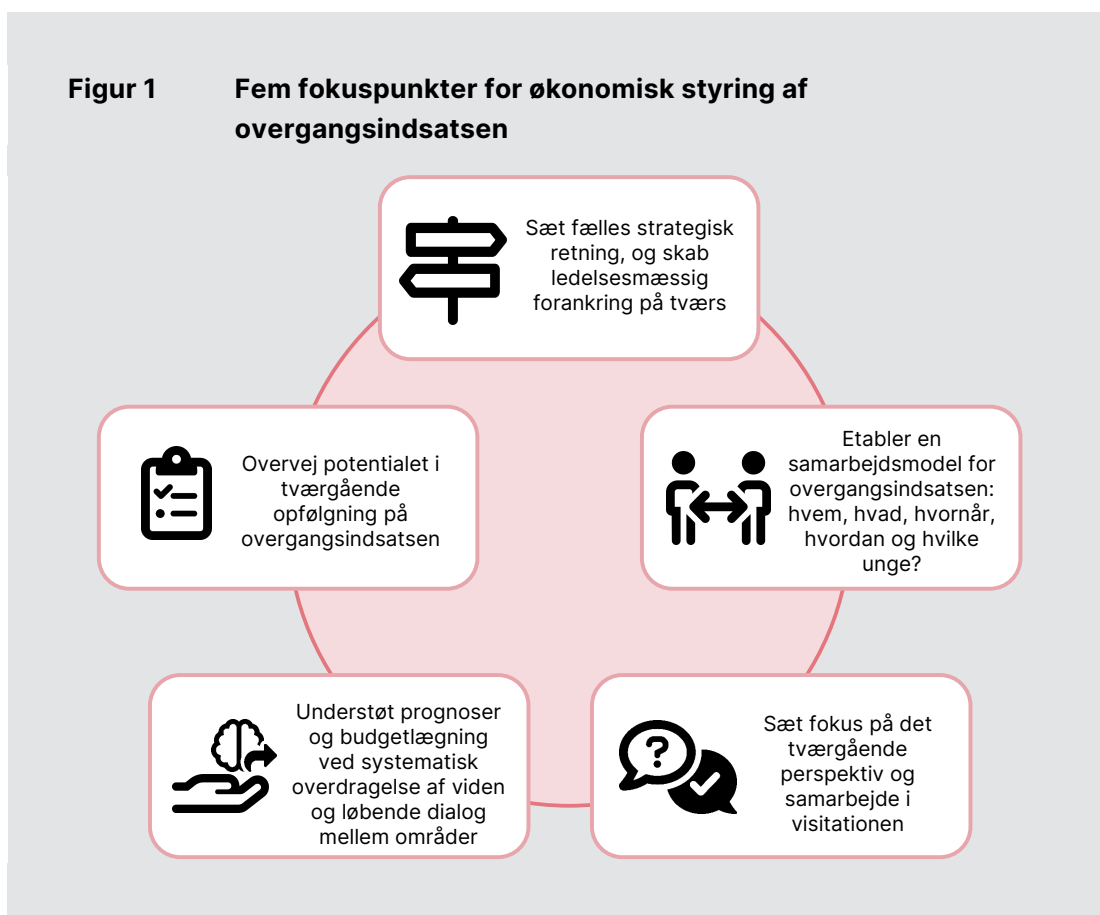 Figur 1 Fem fokuspunkter for økonomisk styring af
overgangsindsatsen
Sæt fælles strategisk
retning, og skab
ledelsesmæssig
forankring på tværs
Etabler en
samarbejdsmodel for
overgangsindsatsen:
hvem, hvad, hvornår,
hvordan og hvilke
unge?
Sæt fokus på det
tværgående
perspektiv og
samarbejde i
visitationen
Understøt prognoser
og budgetlægning
ved systematisk
overdragelse af viden
og løbende dialog
mellem områder
Overvej potentialet i
tværgående
opfølgning på
overgangsindsatsen